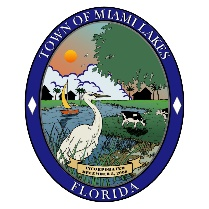 TOWN OF MIAMI LAKES
INCORPORATED
DECEMBER 5, 2000
FLORIDA